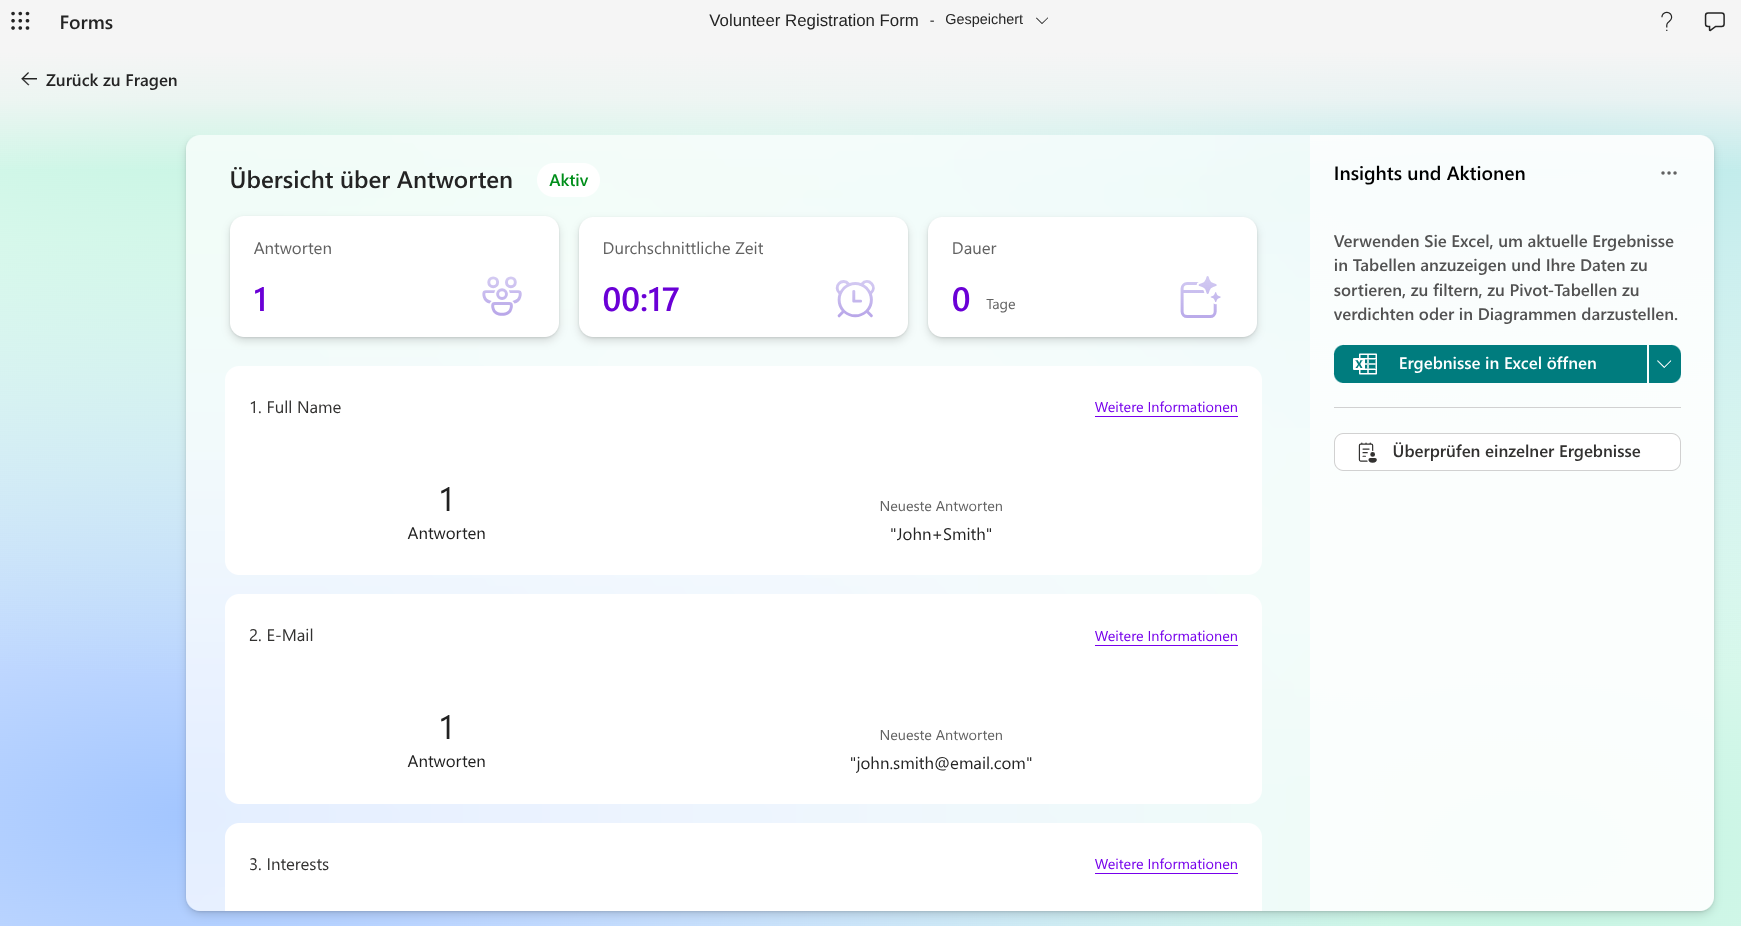 Forms
Volunteer Registration Form - Gespeichert
Zurück zu Fragen
Übersicht über Antworten
Aktiv
Antworten
1
Durchschnittliche Zeit
00:17
Dauer
0 Tage
1. Full Name
Weitere Informationen
1
Antworten
Neueste Antworten
"John+Smith"
2. E-Mail
Weitere Informationen
1
Antworten
Neueste Antworten
"john.smith@email.com"
3. Interests
Weitere Informationen
Insights und Aktionen
Verwenden Sie Excel, um aktuelle Ergebnisse
in Tabellen anzuzeigen und Ihre Daten zu
sortieren, zu filtern, zu Pivot-Tabellen zu
verdichten oder in Diagrammen darzustellen.
Ergebnisse in Excel öffnen
Überprüfen einzelner Ergebnisse